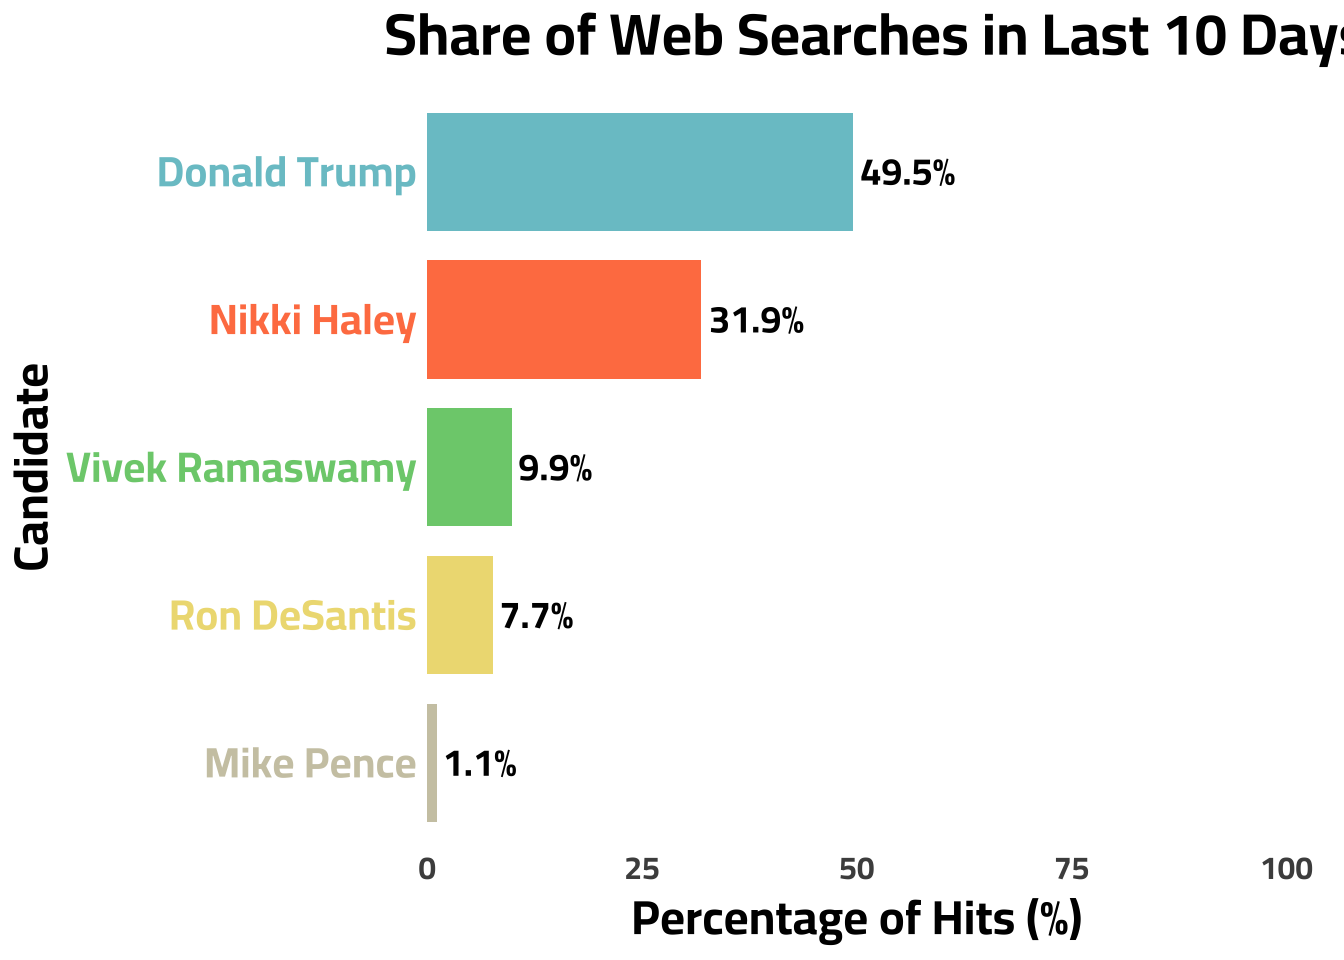 Share of Web Searches in Last 10 Days
Donald Trump 49.5%
Nikki Haley 31.9%
Vivek Ramaswamy 9.9%
Ron DeSantis 7.7%
Mike Pence 1.1%
Candidate
0 25 50 75 100
Percentage of Hits (%)